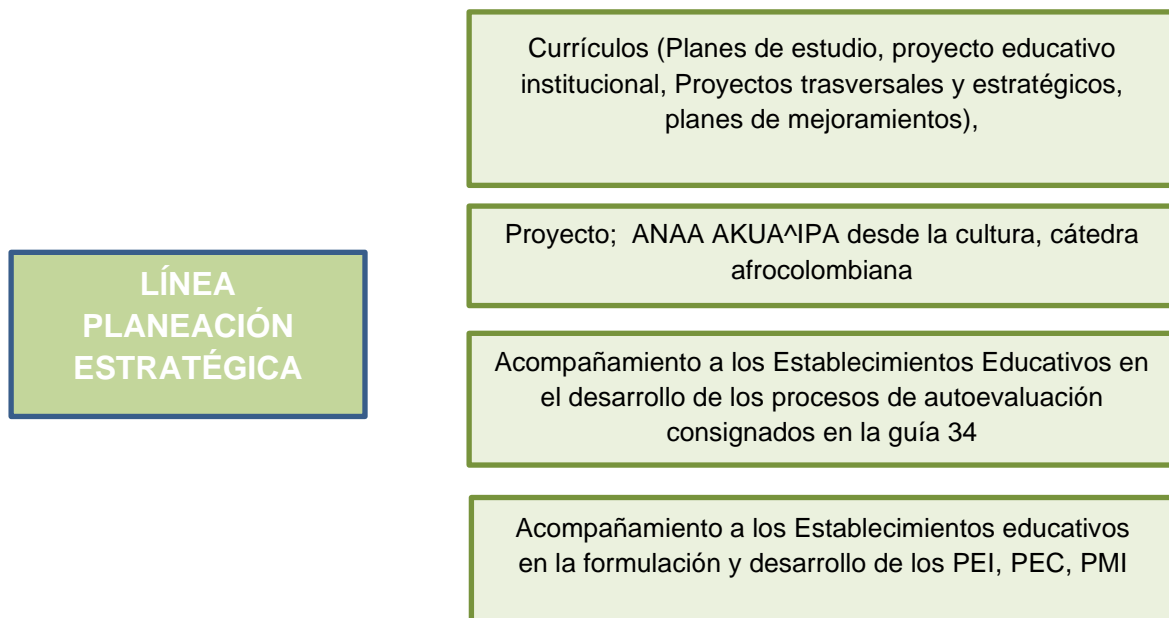 LÍNEA
PLANEACIÓN
ESTRATÉGICA
Currículos (Planes de estudio, proyecto educativo
institucional, Proyectos trasversales y estratégicos,
planes de mejoramientos),
Proyecto;  ANAA AKUA^IPA desde la cultura, cátedra
afrocolombiana
Acompañamiento a los Establecimientos Educativos en
el desarrollo de los procesos de autoevaluación
consignados en la guía 34
Acompañamiento a los Establecimientos educativos
en la formulación y desarrollo de los PEI, PEC, PMI